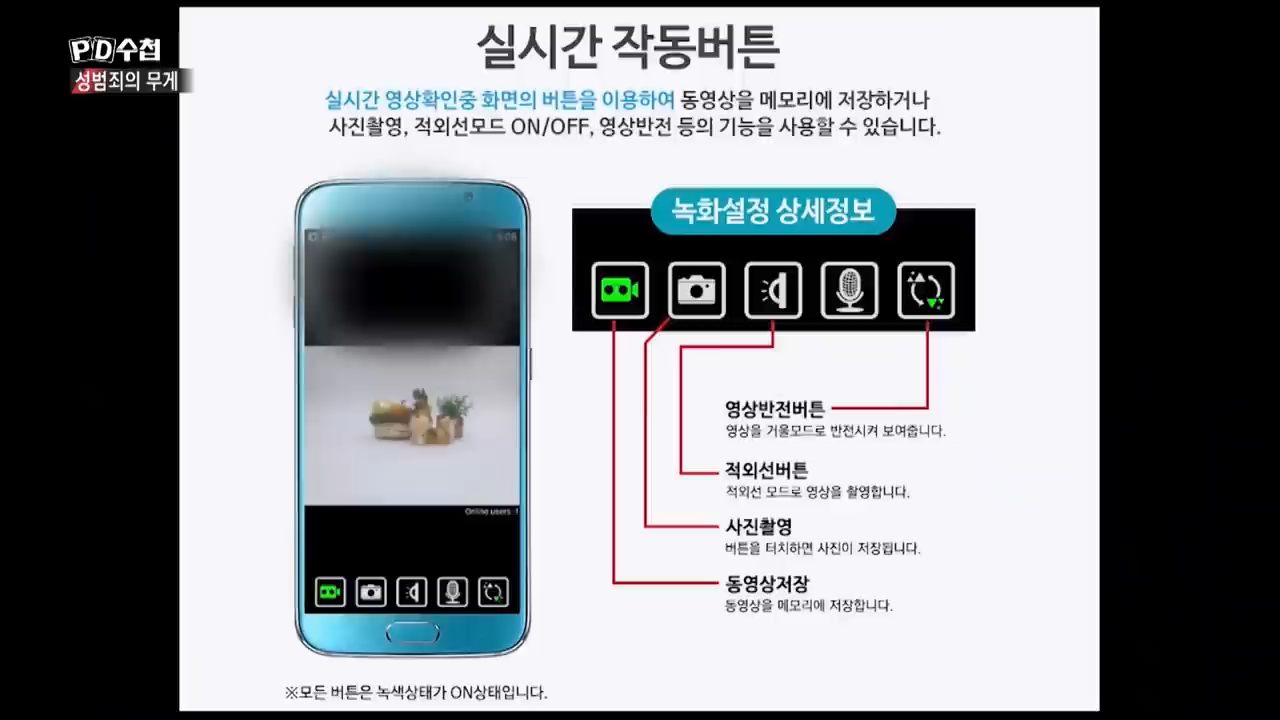 PD수첩
성범죄의 무게
실시간 작동버튼
실시간 영상확인중 화면의 버튼을 이용하여 동영상을 메모리에 저장하거나
사진촬영, 적외선모드 ON/OFF, 영상반전 등의 기능을 사용할 수 있습니다.
녹화설정 상세정보
영상반전버튼
영상을 거울모드로 반전시켜 보여줍니다.
적외선버튼
적외선 모드로 영상을 촬영합니다.
사진촬영
버튼을 터치하면 사진이 저장됩니다.
동영상저장
동영상을 메모리에 저장합니다.
Online users :1
※모든 버튼은 녹색상태가 ON상태입니다.